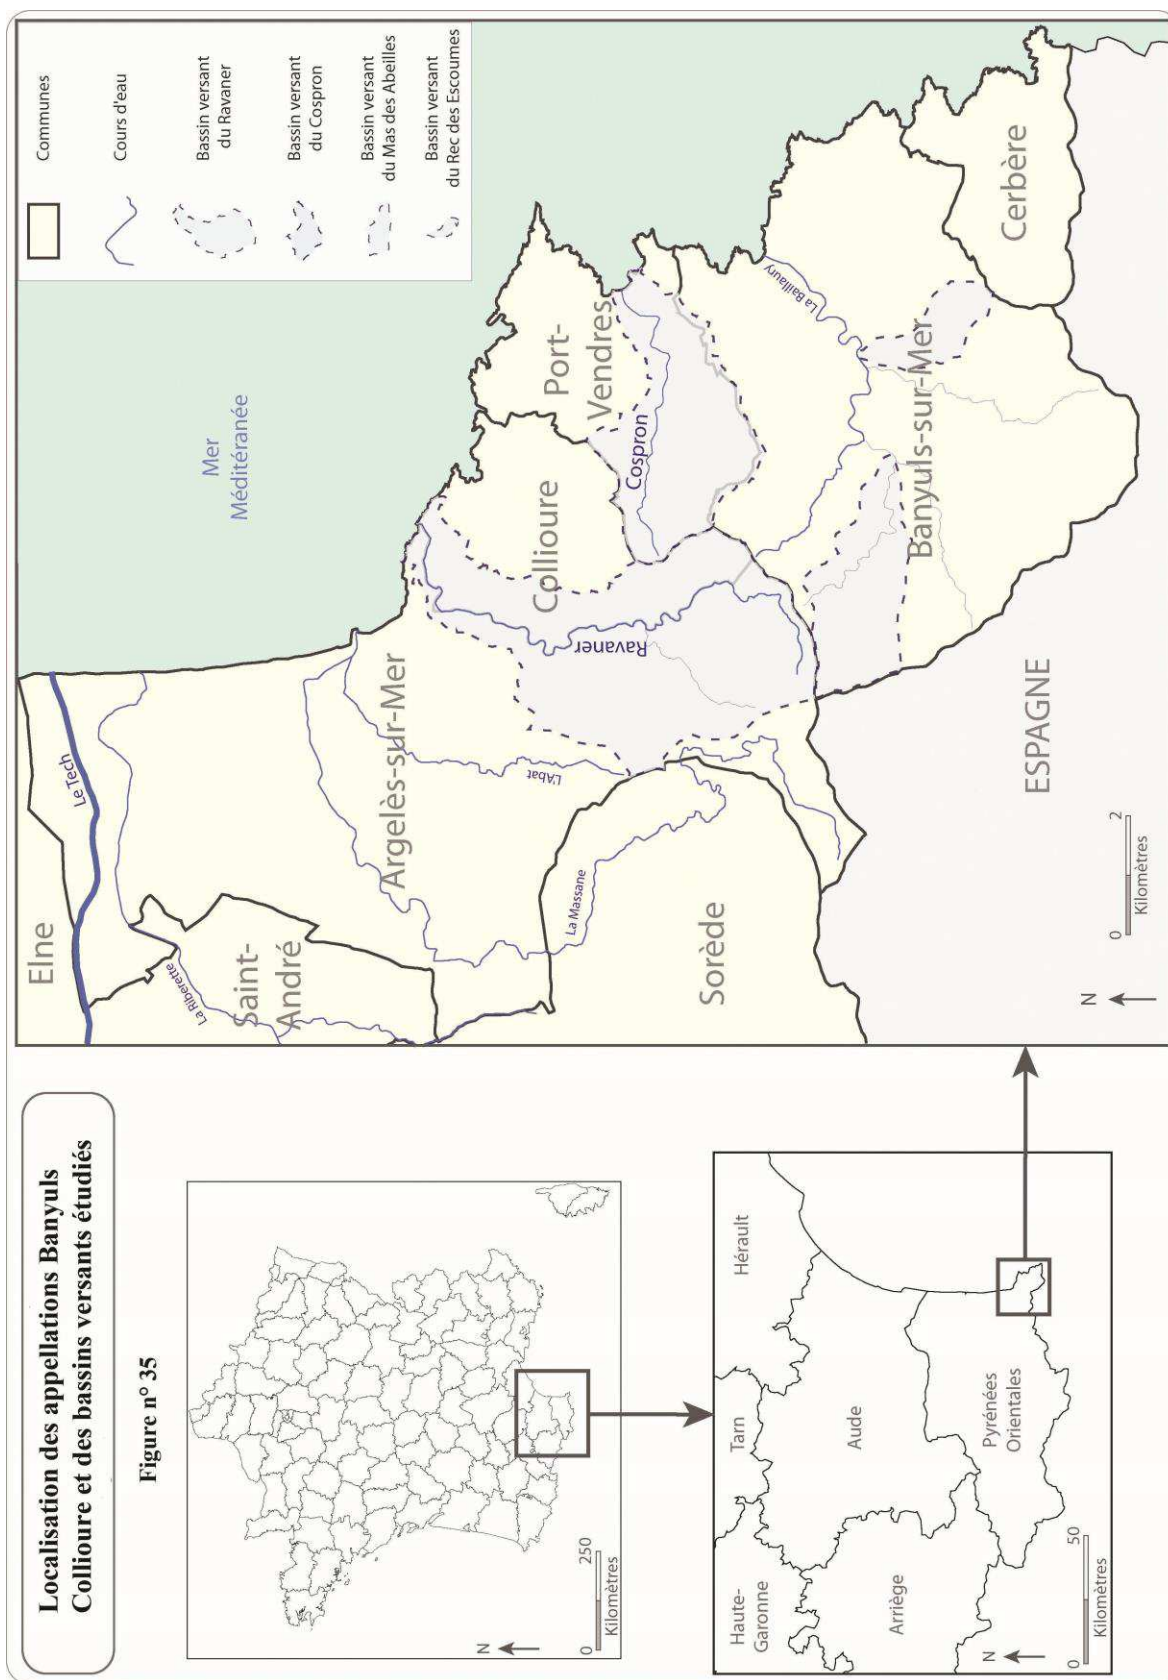 Localisation des appellations Banyuls
Collioure et des bassins versants étudiés
Figure n° 35
N
0
250
Kilomètres
Haute-
Garonne
Tarn
Hérault
Aude
Arriège
Pyrénées
Orientales
N
0
50
Kilomètres
Communes
Cours d'eau
Bassin versant
du Ravaner
Bassin versant
du Cospron
Bassin versant
du Mas des Abeilles
Bassin versant
du Rec des Escoumes
Mer
Méditéranée
Elne
Le Tech
La Riberette
Saint-
André
Argelès-sur-Mer
L'Abat
La Massane
Sorède
Collioure
Ravaner
Port-
Vendres
Cospron
La Baillaury
Banyuls-sur-Mer
Cerbère
ESPAGNE
N
0
2
Kilomètres